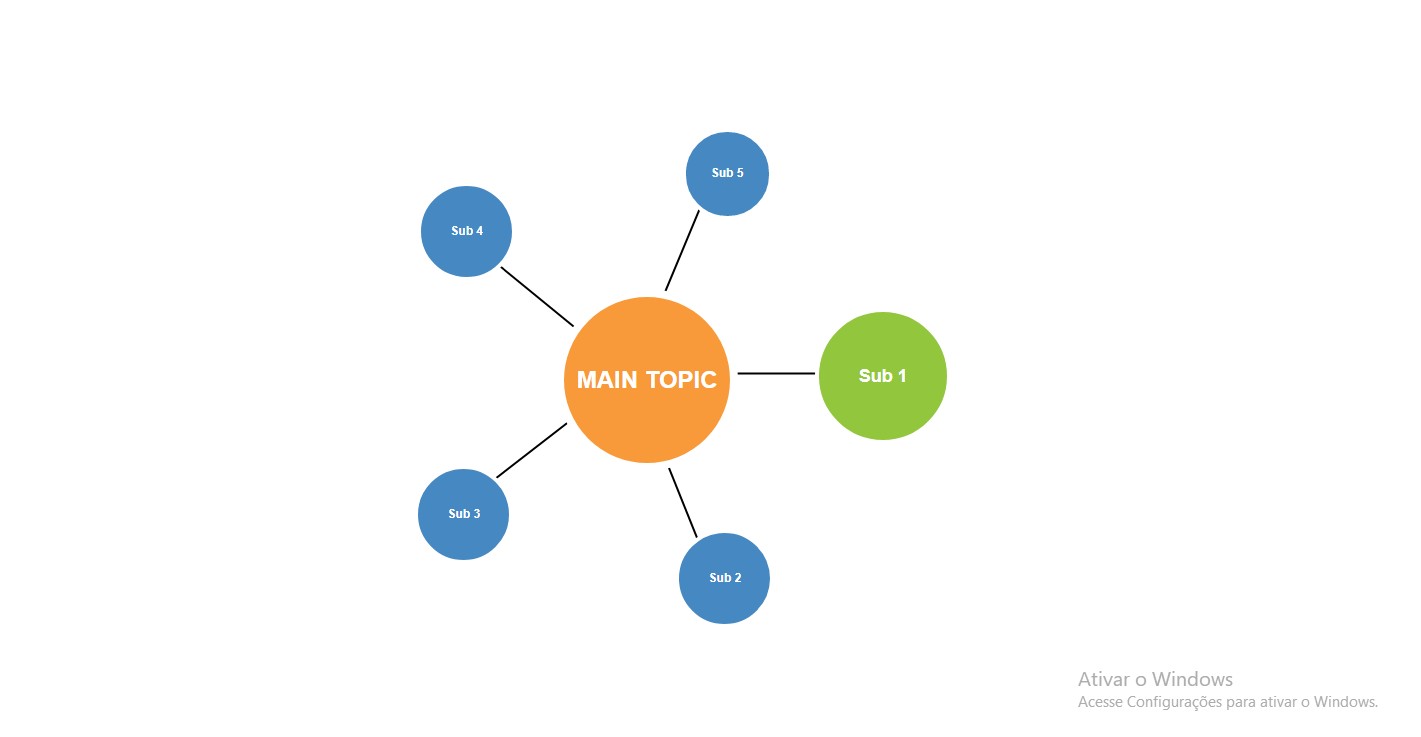 Sub 5
Sub 4
MAIN TOPIC
Sub 1
Sub 3
Sub 2
Ativar o Windows
Acesse Configurações para ativar o Windows.